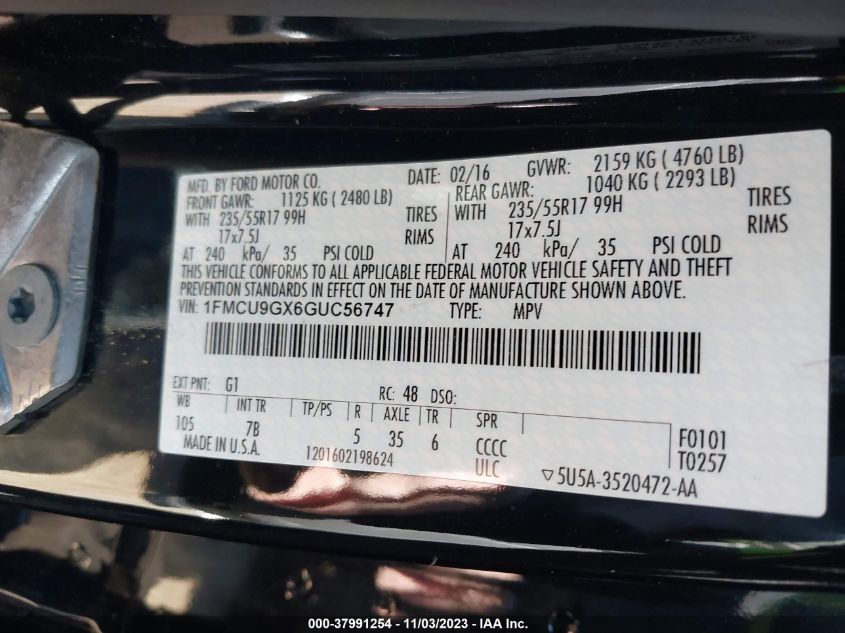 MFD. BY FORD MOTOR CO. DATE: 02/16 GVWR: 2159 KG ( 4760 LB)
FRONT GAWR: 1125 KG ( 2480 LB) REAR GAWR: 1040 KG ( 2293 LB)
WITH 235/55R17 99H TIRES WITH 235/55R17 99H TIRES
17x7.5J RIMS 17x7.5J RIMS
AT 240 kPa/ 35 PSI COLD AT 240 kPa/ 35 PSI COLD
THIS VEHICLE CONFORMS TO ALL APPLICABLE FEDERAL MOTOR VEHICLE SAFETY AND THEFT
PREVENTION STANDARDS IN EFFECT ON THE DATE OF MANUFACTURE SHOWN ABOVE.
VIN: 1FMCU9GX6GUC56747 TYPE: MPV
EXT PNT: G1 RC: 48 DSO:
WB INT TR TP/PS R AXLE TR SPR
105 7B 5 35 6 CCCC F0101
MADE IN U.S.A. 1201602198624 ULC T0257
▽5U5A-3520472-AA
000-37991254 - 11/03/2023 - IAA Inc.